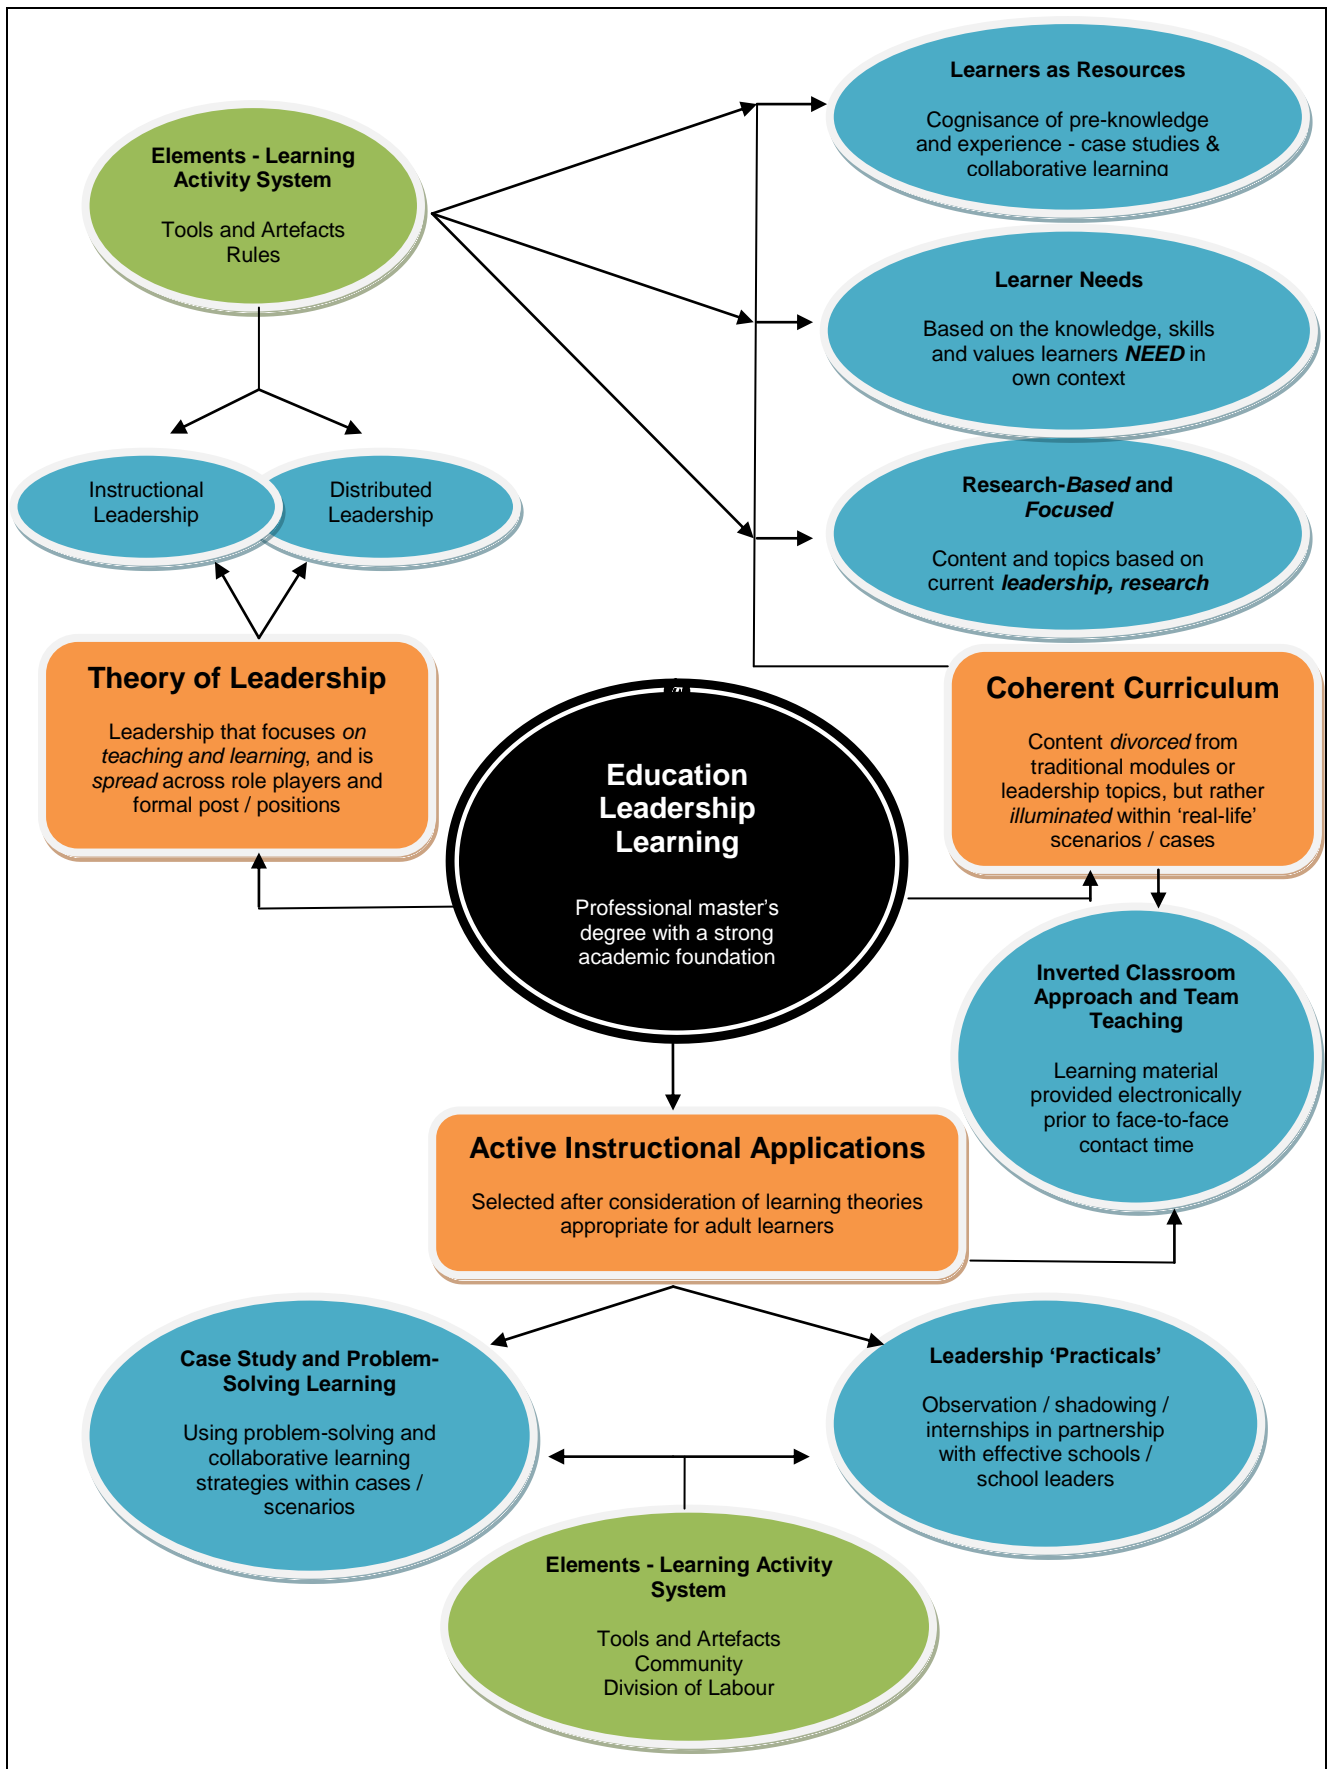 Learners as Resources
Cognisance of pre-knowledge
and experience - case studies &
collaborative learning
Elements - Learning
Activity System
Tools and Artefacts
Rules
Learner Needs
Based on the knowledge, skills
and values learners NEED in
own context
Instructional
Leadership
Distributed
Leadership
Research-Based and
Focused
Content and topics based on
current leadership, research
Theory of Leadership
Leadership that focuses on
teaching and learning, and is
spread across role players and
formal post / positions
Coherent Curriculum
Content divorced from
traditional modules or
leadership topics, but rather
illuminated within ‘real-life’
scenarios / cases
Education
Leadership
Learning
Professional master’s
degree with a strong
academic foundation
Inverted Classroom
Approach and Team
Teaching
Learning material
provided electronically
prior to face-to-face
contact time
Active Instructional Applications
Selected after consideration of learning theories
appropriate for adult learners
Case Study and Problem-
Solving Learning
Using problem-solving and
collaborative learning
strategies within cases /
scenarios
Leadership ‘Practicals’
Observation / shadowing /
internships in partnership
with effective schools /
school leaders
Elements - Learning Activity
System
Tools and Artefacts
Community
Division of Labour